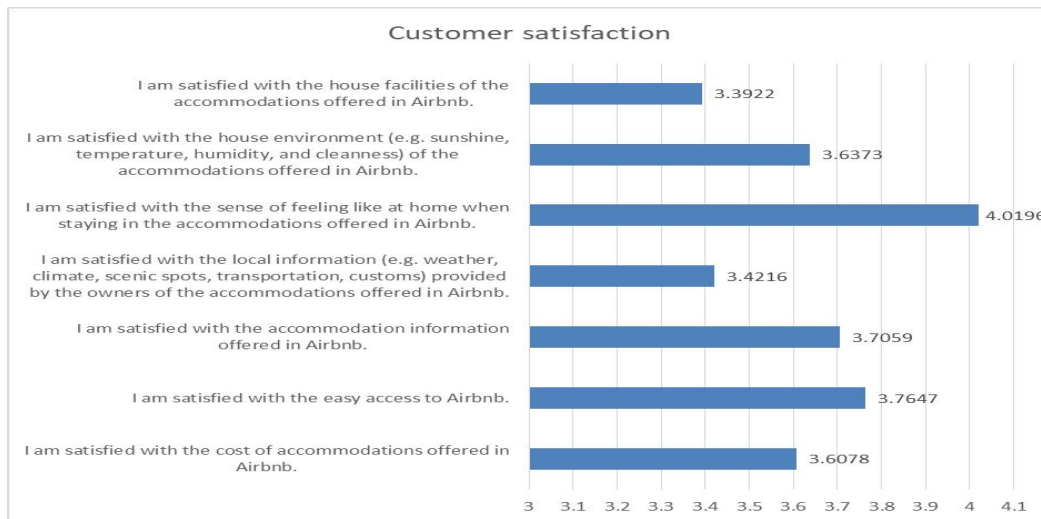 Customer satisfaction
I am satisfied with the house facilities of the
accommodations offered in Airbnb.
3.3922
I am satisfied with the house environment (e.g. sunshine,
temperature, humidity, and cleanness) of the
accommodations offered in Airbnb.
3.6373
I am satisfied with the sense of feeling like at home when
staying in the accommodations offered in Airbnb.
4.0196
I am satisfied with the local information (e.g. weather,
climate, scenic spots, transportation, customs) provided
by the owners of the accommodations offered in Airbnb.
3.4216
I am satisfied with the accommodation information
offered in Airbnb.
3.7059
I am satisfied with the easy access to Airbnb.
3.7647
I am satisfied with the cost of accommodations offered in
Airbnb.
3.6078
3 3.1 3.2 3.3 3.4 3.5 3.6 3.7 3.8 3.9 4 4.1